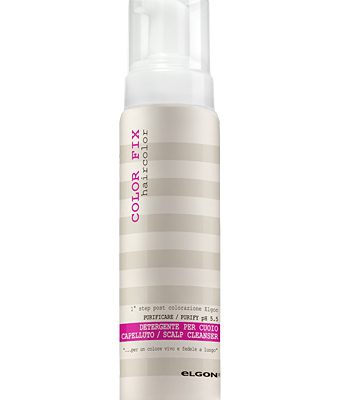 COLOR FIX
haircolor
1° step post colorazione Elgon
PURIFICARE / PURIFY pH 5.5
DETERGENTE PER CUOIO
CAPELLUTO / SCALP CLEANSER
"...per un colore vivo e fedele a lungo"
eLGON